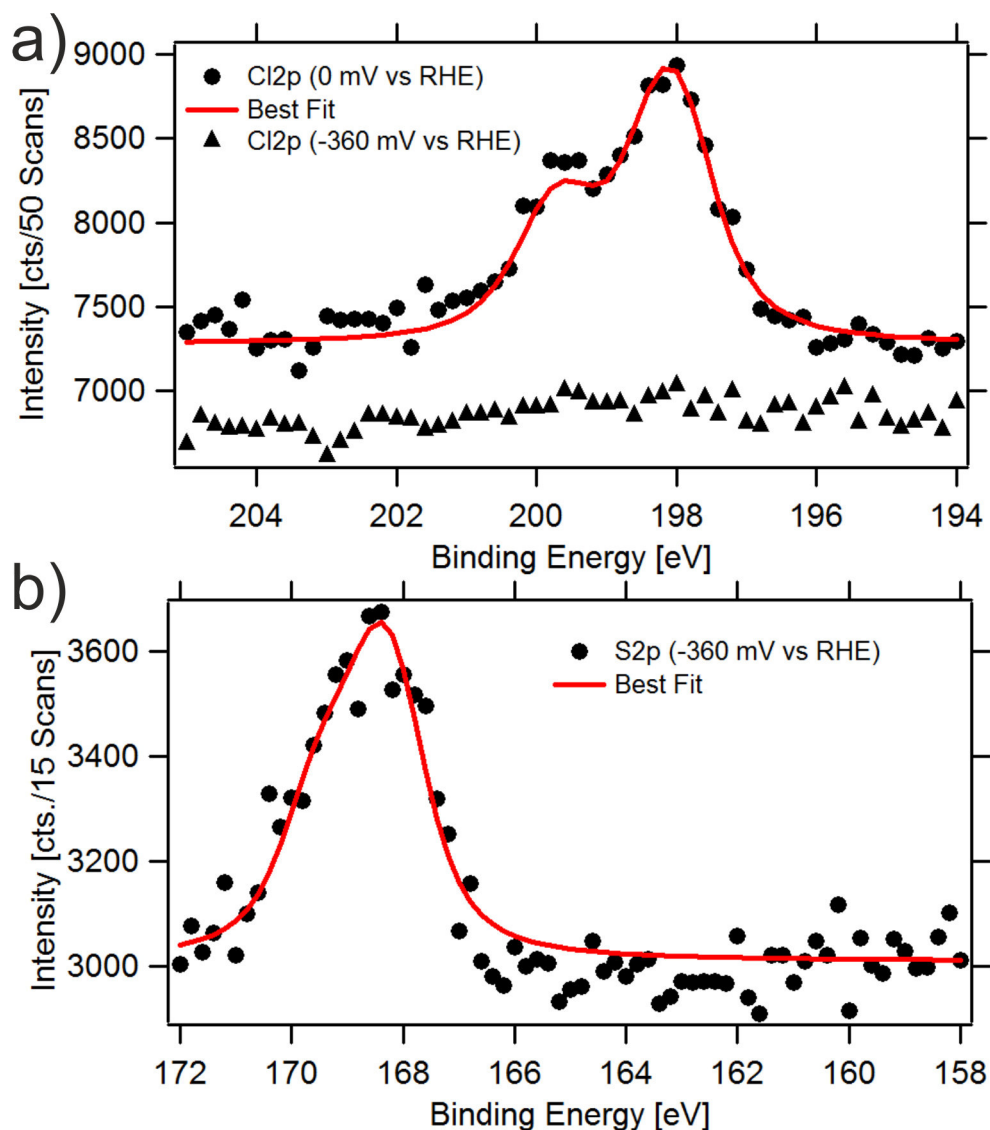 a)
9000
8500
8000
7500
7000
Intensity [cts/50 Scans]
Cl2p (0 mV vs RHE)
Best Fit
Cl2p (-360 mV vs RHE)
204 202 200 198 196 194
Binding Energy [eV]
b)
3600
3400
3200
3000
Intensity [cts./15 Scans]
S2p (-360 mV vs RHE)
Best Fit
172 170 168 166 164 162 160 158
Binding Energy [eV]